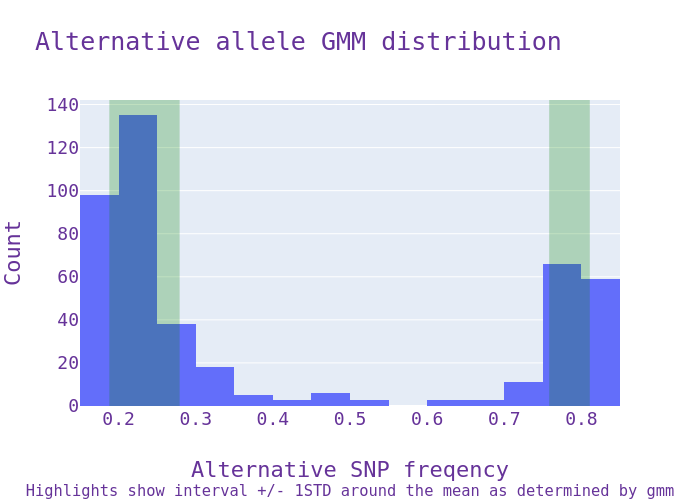 Alternative allele GMM distribution
140
120
100
80
60
40
20
0
Count
0.2 0.3 0.4 0.5 0.6 0.7 0.8
Alternative SNP freqency
Highlights show interval +/- 1STD around the mean as determined by gmm